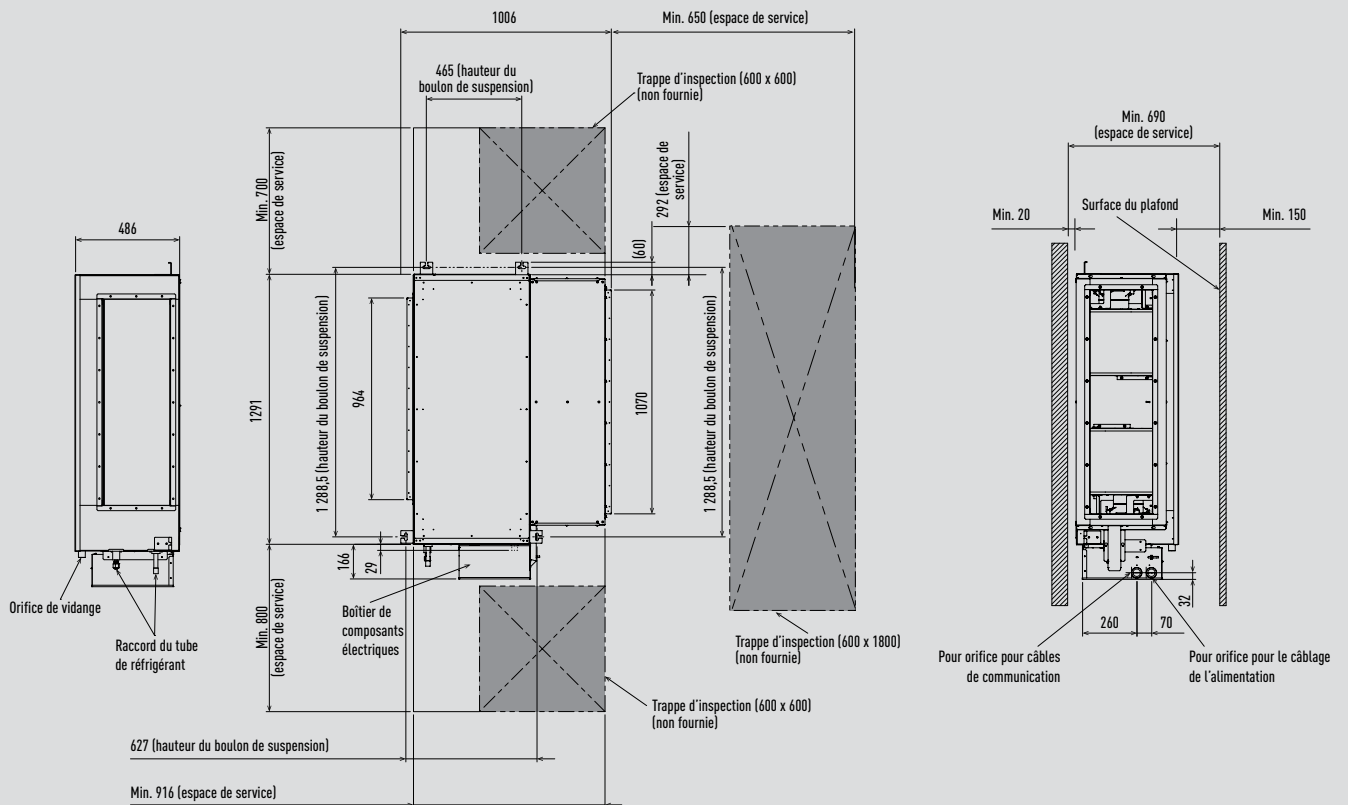 1006
Min. 650 (espace de service)
465 (hauteur du
boulon de suspension)
Trappe d'inspection (600 x 600)
(non fournie)
Min. 690
(espace de service)
Min. 700
(espace de service)
292 (espace de
service)
(60)
Surface du plafond
Min. 20
Min. 150
486
1291
1 288,5 (hauteur du boulon de suspension)
964
1070
1 288,5 (hauteur du boulon de suspension)
166
29
Orifice de vidange
Raccord du tube
de réfrigérant
Min. 800
(espace de service)
Boîtier de
composants
électriques
Trappe d'inspection (600 x 1800)
(non fournie)
260
70
32
Pour orifice pour câbles
de communication
Pour orifice pour le câblage
de l'alimentation
Trappe d'inspection (600 x 600)
(non fournie)
627 (hauteur du boulon de suspension)
Min. 916 (espace de service)